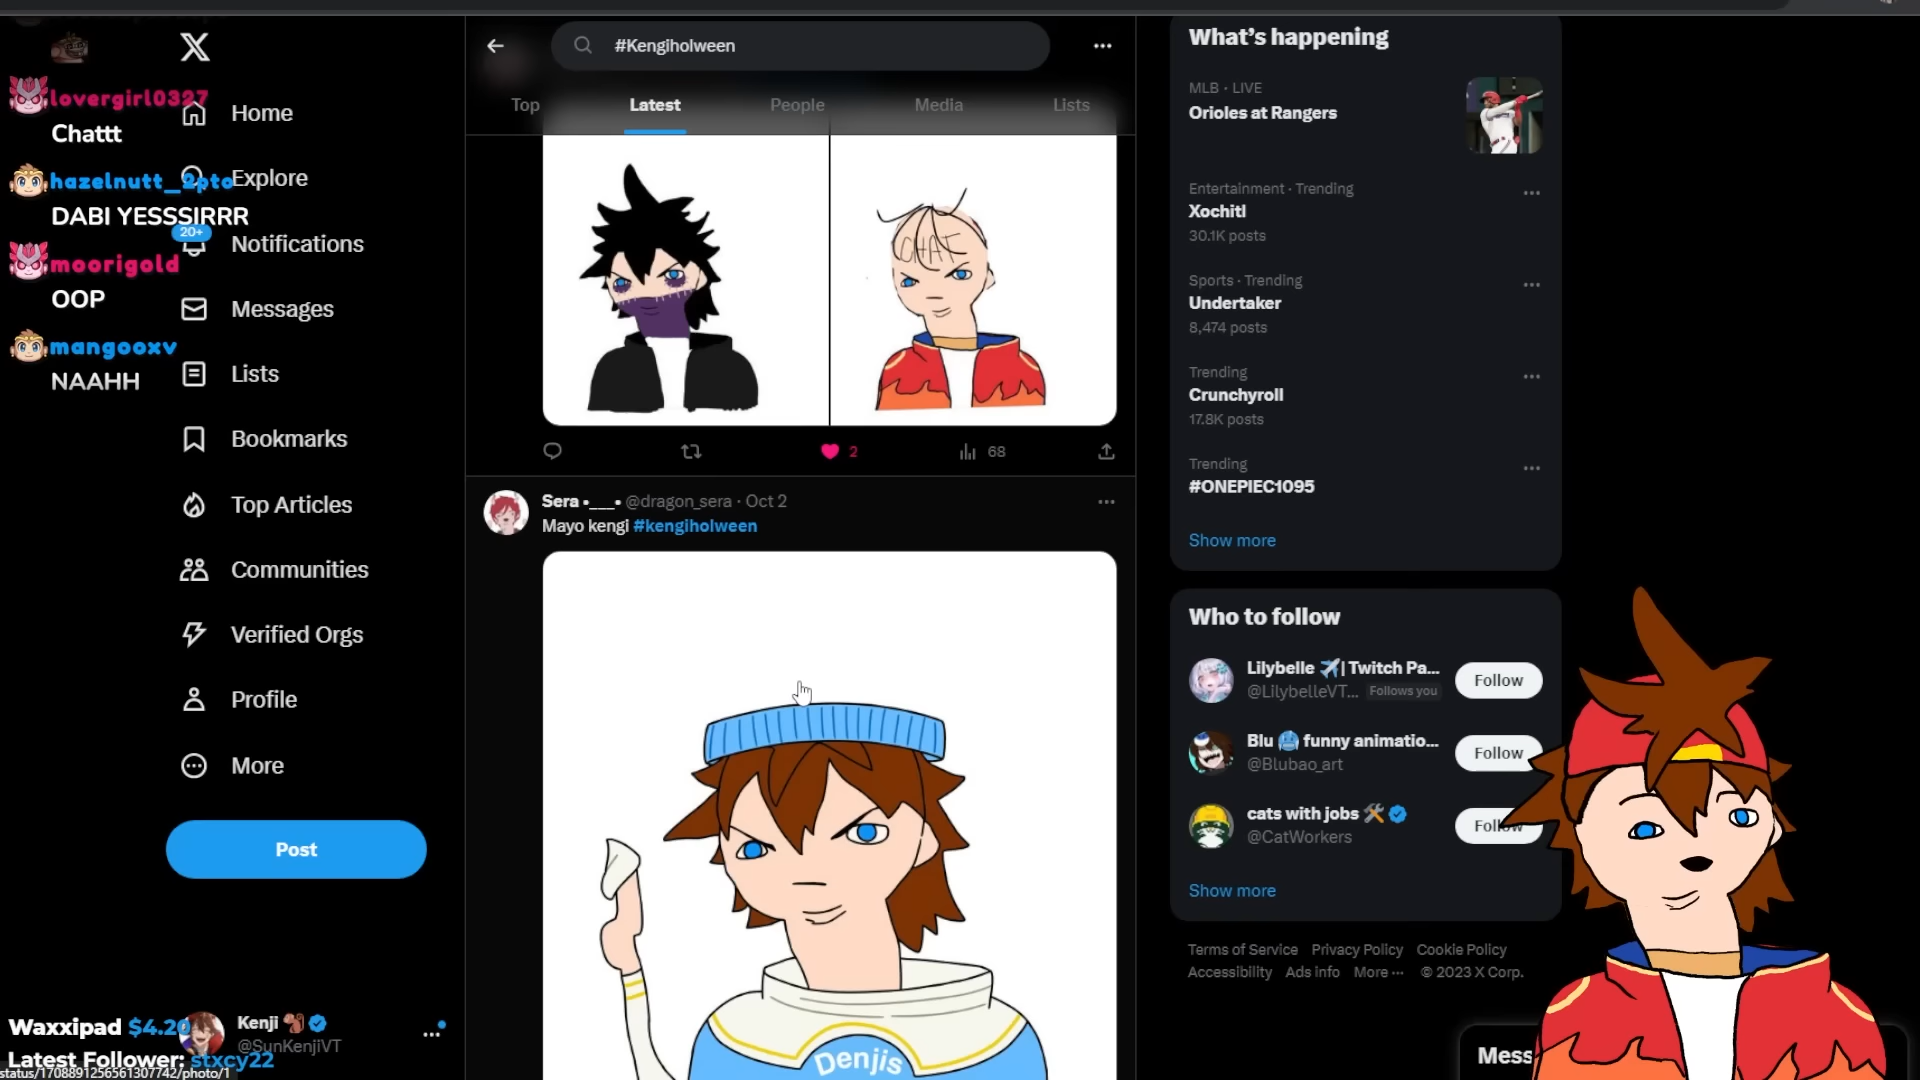 lovergirl0327
Chattt
hazelnutt_2pto
DABI YESSSIRRR
moorigold
OOP
mangooxv
NAAHH
Home
Explore
20+
Notifications
Messages
Lists
Bookmarks
Top Articles
Communities
Verified Orgs
Profile
More
Post
Kenji
@SunKenjiVT
Waxxipad $4.20
Latest Follower: stxcy22
status/1708891256561307742/photo/1
#Kengiholween
Top
Latest
People
Media
Lists
CHAT
2
68
Sera •___• @dragon_sera · Oct 2
Mayo kengi #kengiholween
Denjis
What's happening
MLB · LIVE
Orioles at Rangers
Entertainment · Trending
Xochitl
30.1K posts
Sports · Trending
Undertaker
8,474 posts
Trending
Crunchyroll
17.8K posts
Trending
#ONEPIEC1095
Show more
Who to follow
Lilybelle ✈️| Twitch Pa...
@LilybelleVT... Follows you
Follow
Blu 🥶 funny animatio...
@Blubao_art
Follow
cats with jobs 🛠️
@CatWorkers
Follow
Show more
Terms of Service Privacy Policy Cookie Policy
Accessibility Ads info More ··· © 2023 X Corp.
Mess